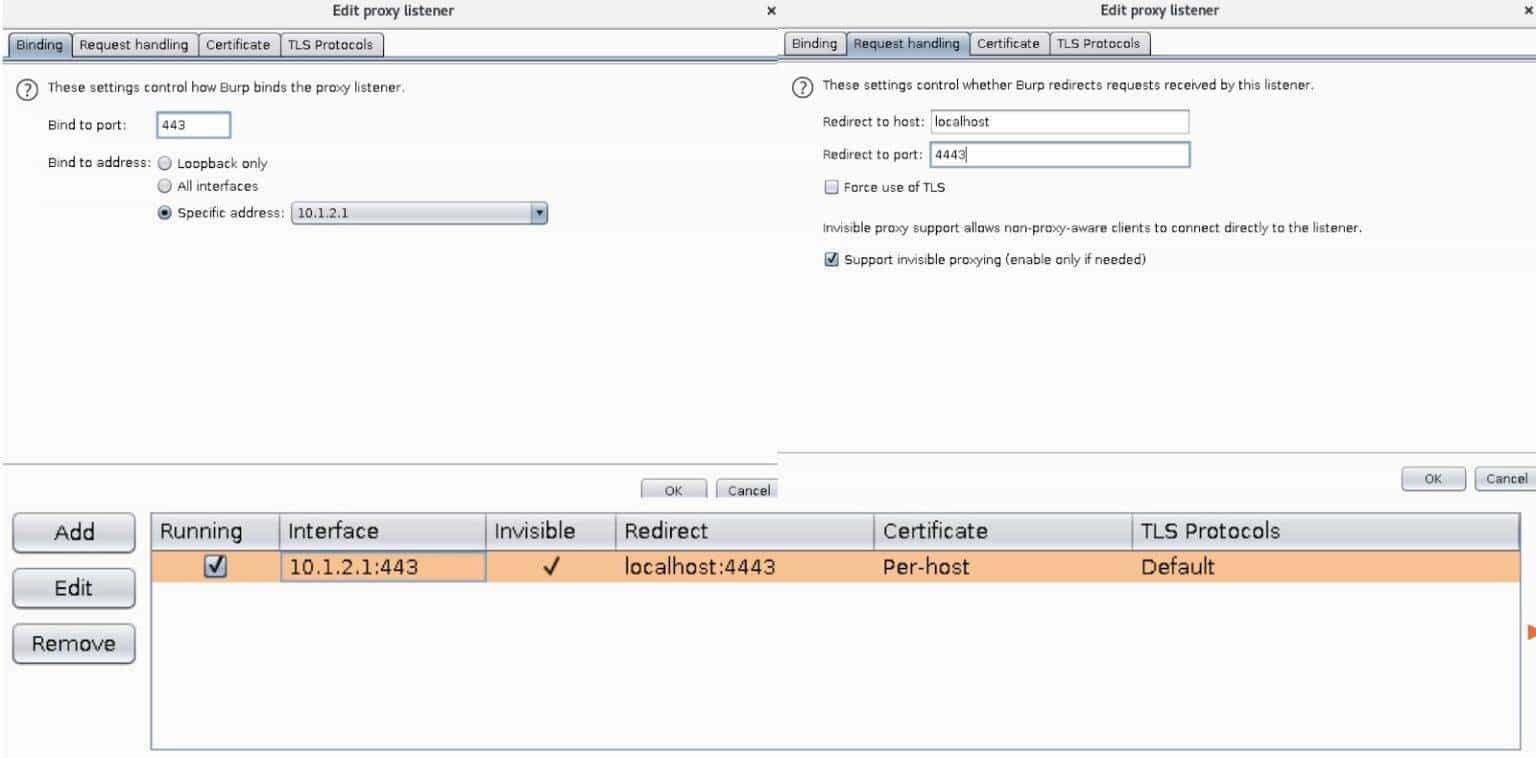 Edit proxy listener ×
Binding Request handling Certificate TLS Protocols
? These settings control how Burp binds the proxy listener.
Bind to port: 443
Bind to address: Loopback only
All interfaces
Specific address: 10.1.2.1
OK Cancel
Edit proxy listener ×
Binding Request handling Certificate TLS Protocols
? These settings control whether Burp redirects requests received by this listener.
Redirect to host: localhost
Redirect to port: 4443
Force use of TLS
Invisible proxy support allows non-proxy-aware clients to connect directly to the listener.
Support invisible proxying (enable only if needed)
OK Cancel
Add
Edit
Remove
Running Interface Invisible Redirect Certificate TLS Protocols
10.1.2.1:443 localhost:4443 Per-host Default